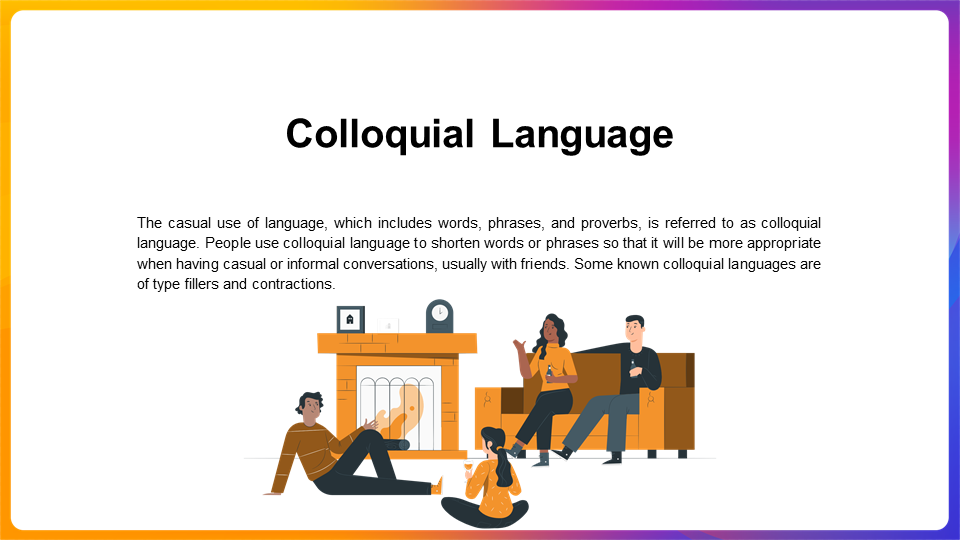 Colloquial Language
The casual use of language, which includes words, phrases, and proverbs, is referred to as colloquial
language. People use colloquial language to shorten words or phrases so that it will be more appropriate
when having casual or informal conversations, usually with friends. Some known colloquial languages are
of type fillers and contractions.